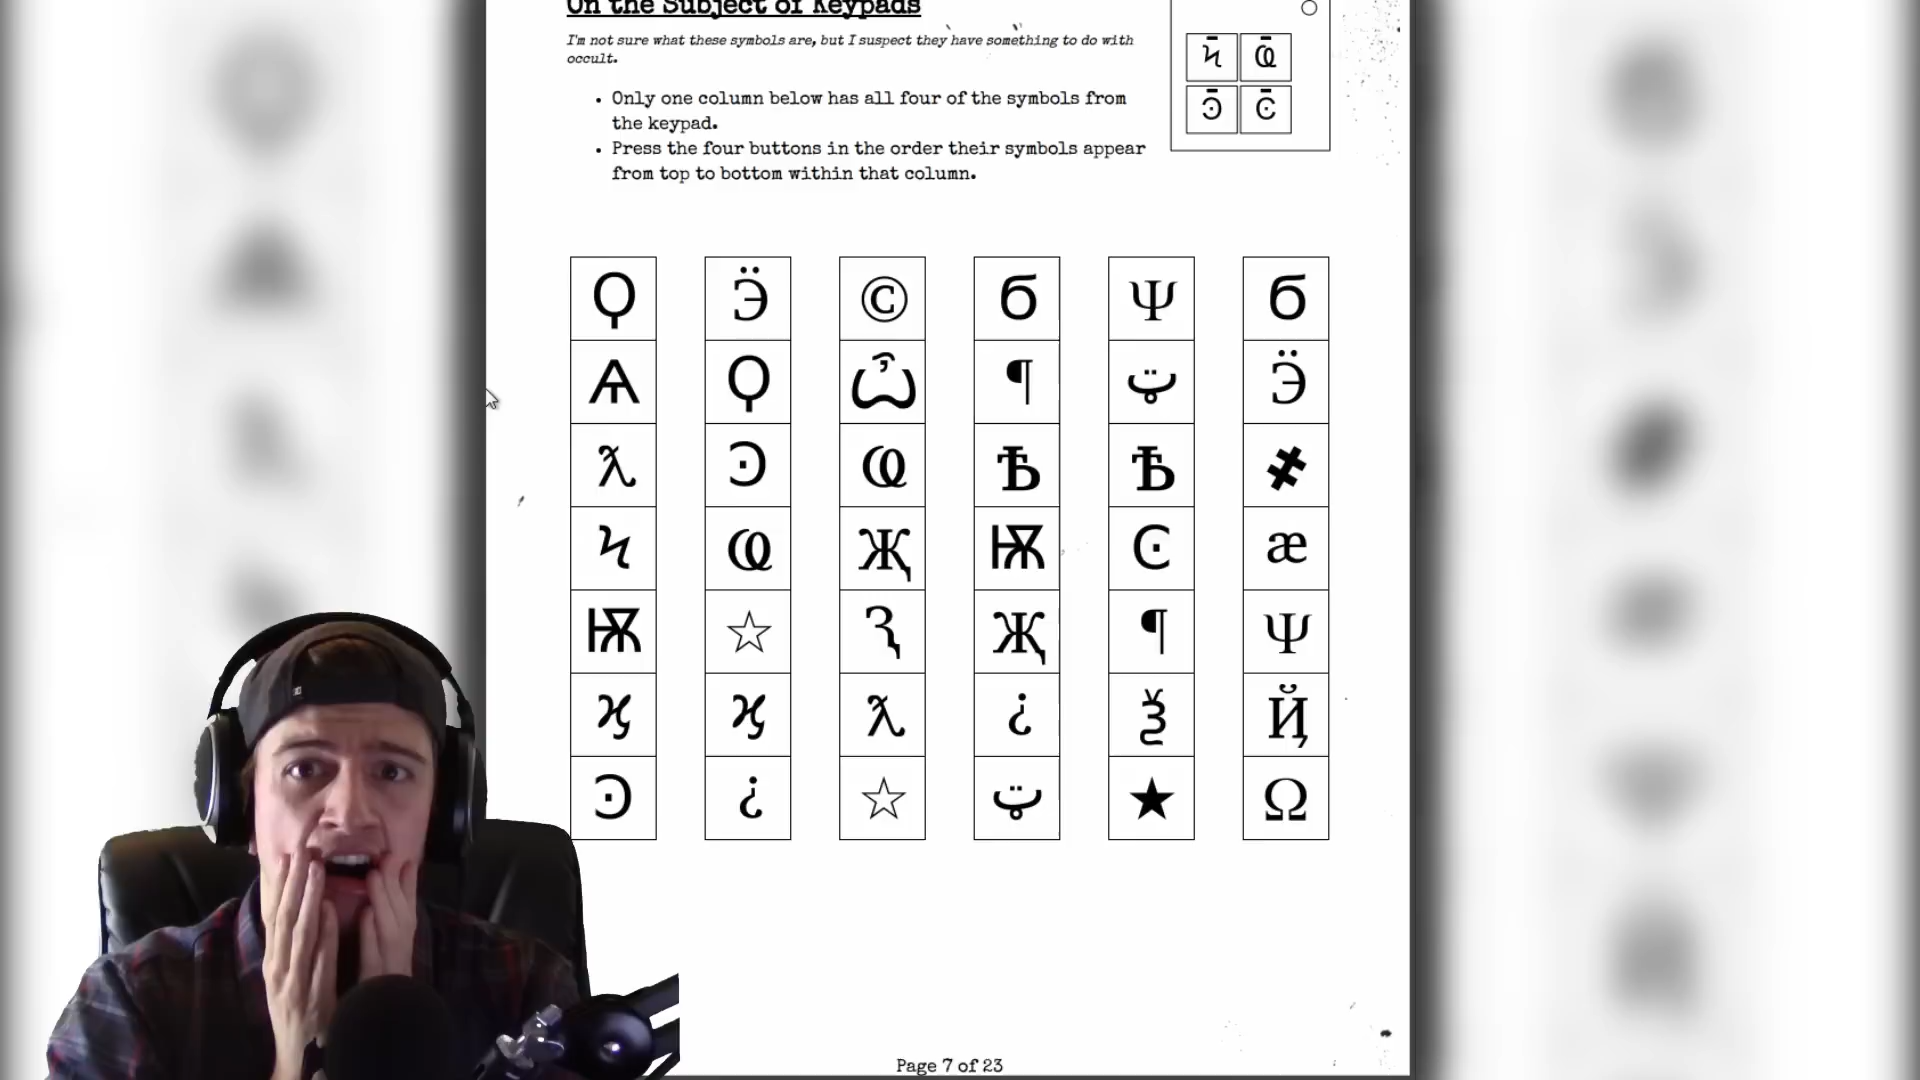 On the Subject of Keypads
I'm not sure what these symbols are, but I suspect they have something to do with
occult.
• Only one column below has all four of the symbols from
the keypad.
• Press the four buttons in the order their symbols appear
from top to bottom within that column.
Ϟ Ҩ
Ͽ Ͼ
Ϙ Ӭ © б Ψ б
Ѧ Ϙ Ѽ ¶ ټ Ӭ
ƛ Ͽ Ҩ Ѣ Ѣ ҂
Ϟ Ҩ Җ Ѭ Ͼ æ
Ѭ ☆ Ԇ Җ ¶ Ψ
ϗ ϗ ƛ ¿ Ѯ Ҋ
Ͽ ¿ ☆ ټ ★ Ω
Page 7 of 23